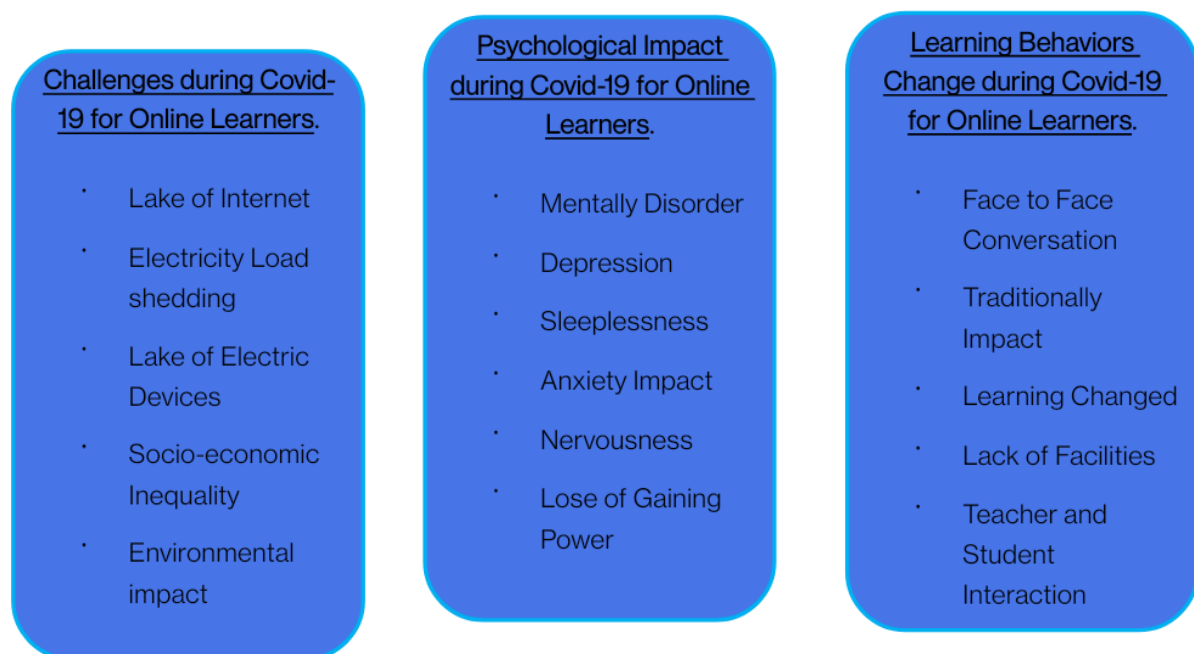 Challenges during Covid-
19 for Online Learners.
· Lake of Internet
· Electricity Load
shedding
· Lake of Electric
Devices
· Socio-economic
Inequality
· Environmental
impact
Psychological Impact
during Covid-19 for Online
Learners.
· Mentally Disorder
· Depression
· Sleeplessness
· Anxiety Impact
· Nervousness
· Lose of Gaining
Power
Learning Behaviors
Change during Covid-19
for Online Learners.
· Face to Face
Conversation
· Traditionally
Impact
· Learning Changed
· Lack of Facilities
· Teacher and
Student
Interaction